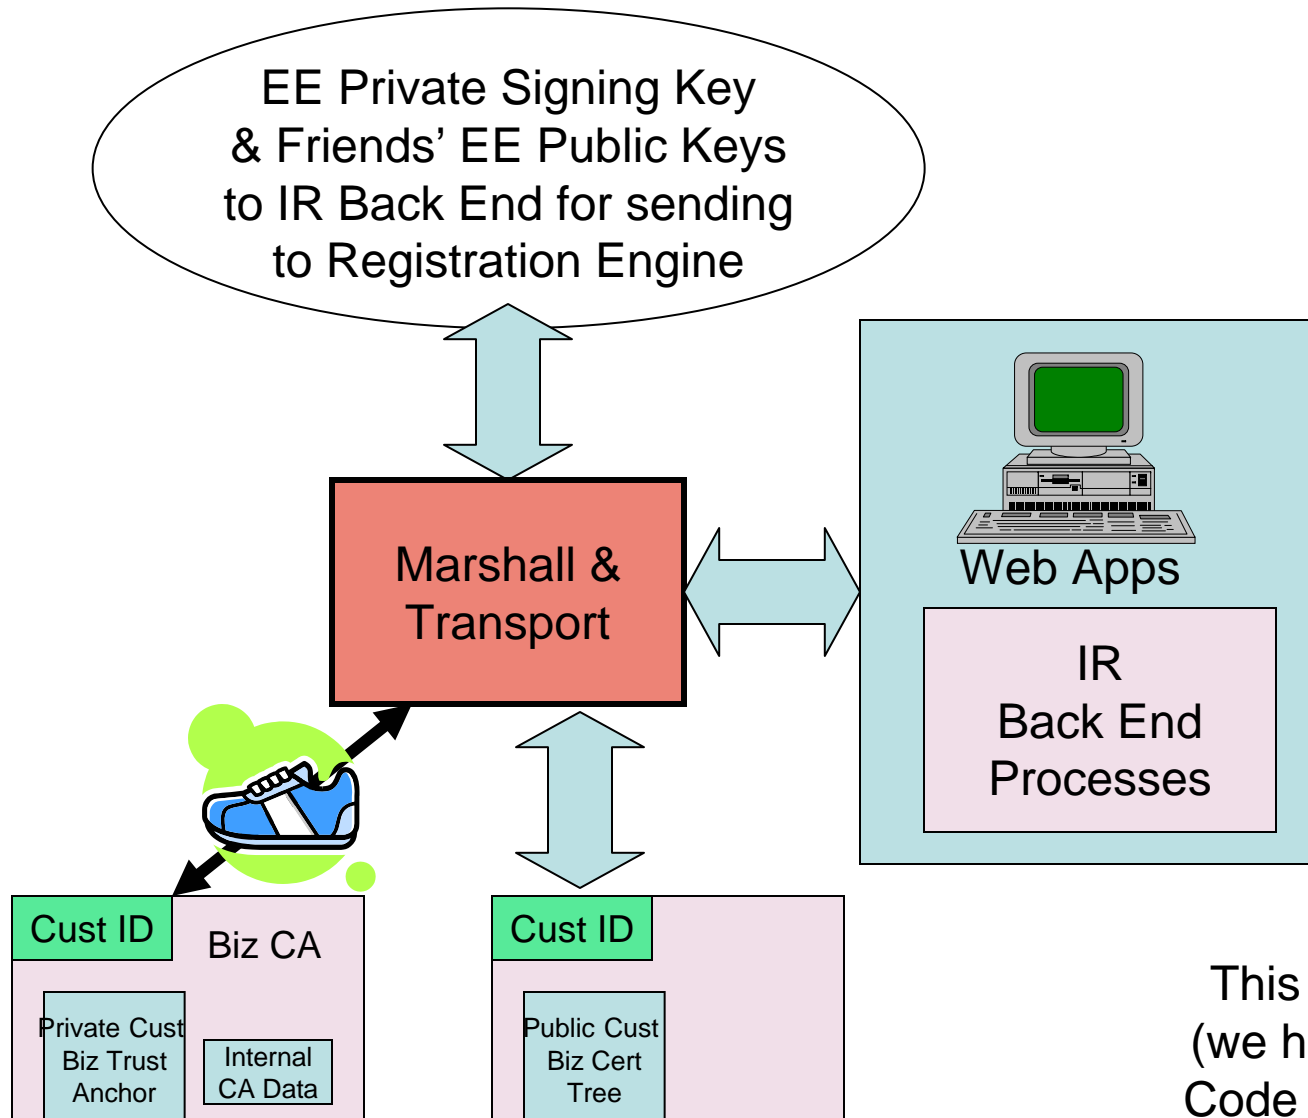 EE Private Signing Key
& Friends’ EE Public Keys
to IR Back End for sending
to Registration Engine
Marshall &
Transport
Web Apps
IR
Back End
Processes
Cust ID
Biz CA
Private Cust
Biz Trust
Anchor
Internal
CA Data
Cust ID
Public Cust
Biz Cert
Tree
This
(we h
Code